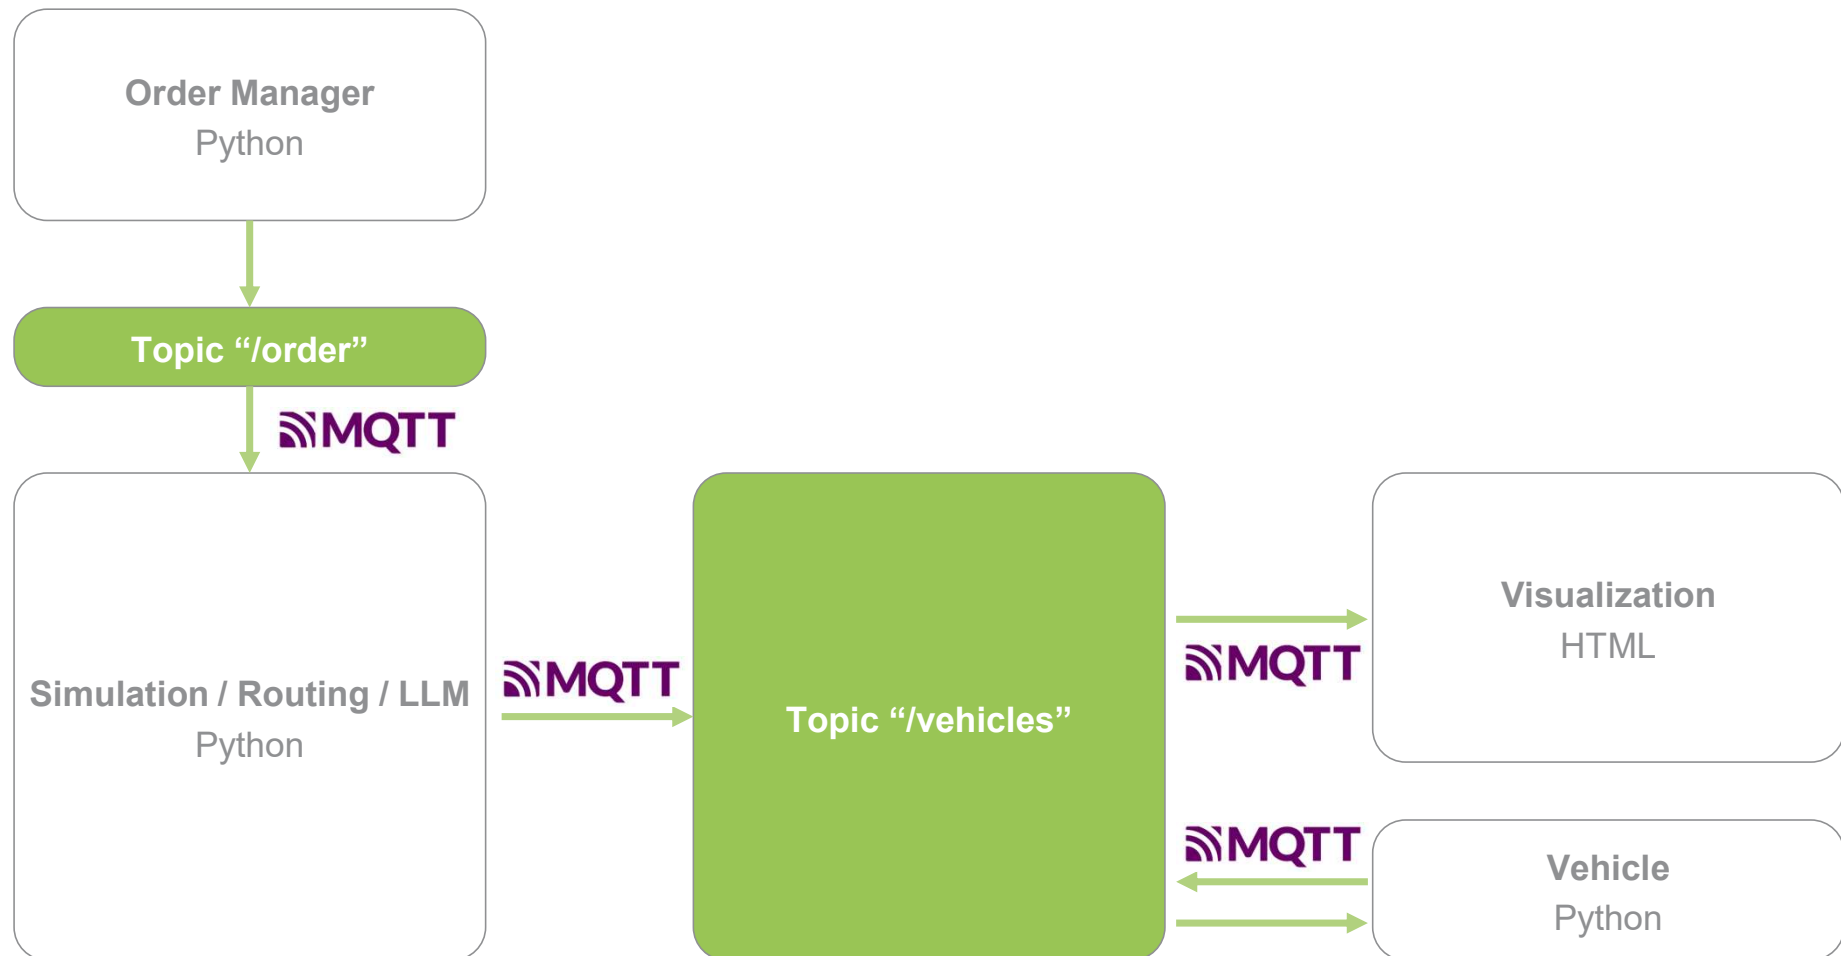 Order Manager
Python
Topic “/order”
MQTT
Simulation / Routing / LLM
Python
MQTT
Topic “/vehicles”
MQTT
Visualization
HTML
MQTT
Vehicle
Python